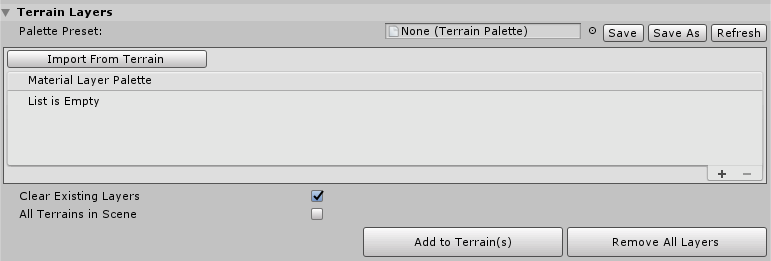 Terrain Layers
Palette Preset: None (Terrain Palette) Save Save As Refresh
Import From Terrain
Material Layer Palette
List is Empty
+ −
Clear Existing Layers
All Terrains in Scene
Add to Terrain(s) Remove All Layers